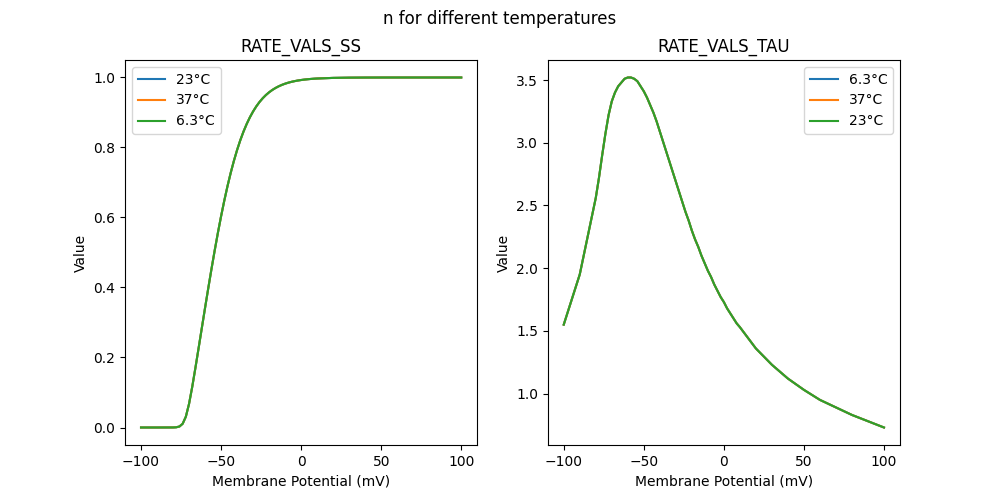 n for different temperatures
RATE_VALS_SS
RATE_VALS_TAU
23°C
37°C
6.3°C
6.3°C
37°C
23°C
1.0
0.8
0.6
0.4
0.2
0.0
Value
−100
−50
0
50
100
Membrane Potential (mV)
3.5
3.0
2.5
2.0
1.5
1.0
Value
−100
−50
0
50
100
Membrane Potential (mV)